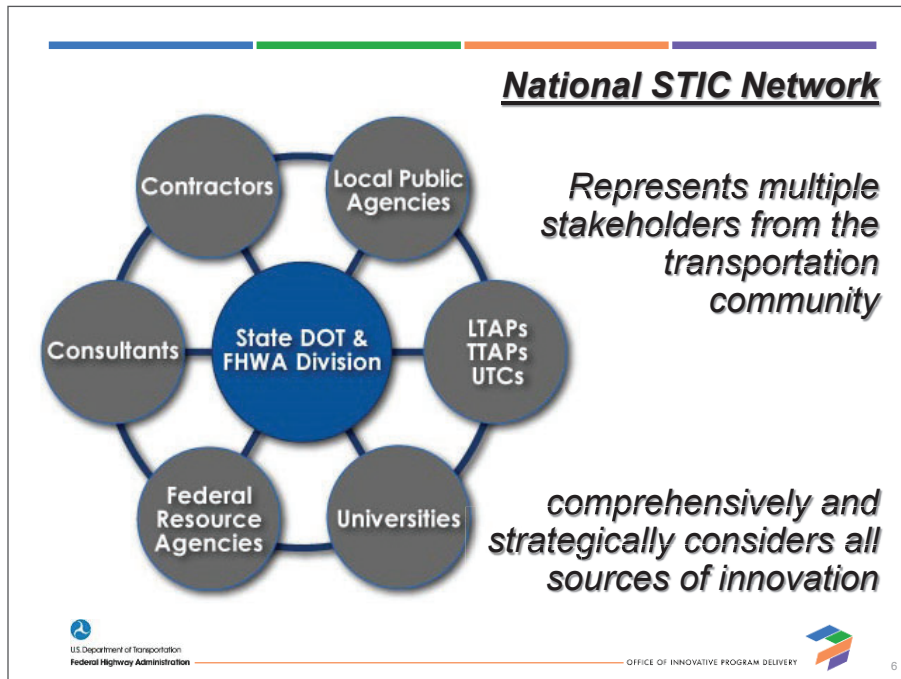 National STIC Network
Represents multiple
stakeholders from the
transportation
community
Contractors
Local Public
Agencies
Consultants
State DOT &
FHWA Division
LTAPs
TTAPs
UTCs
Federal
Resource
Agencies
Universities
comprehensively and
strategically considers all
sources of innovation
U.S. Department of Transportation
Federal Highway Administration
OFFICE OF INNOVATIVE PROGRAM DELIVERY
6